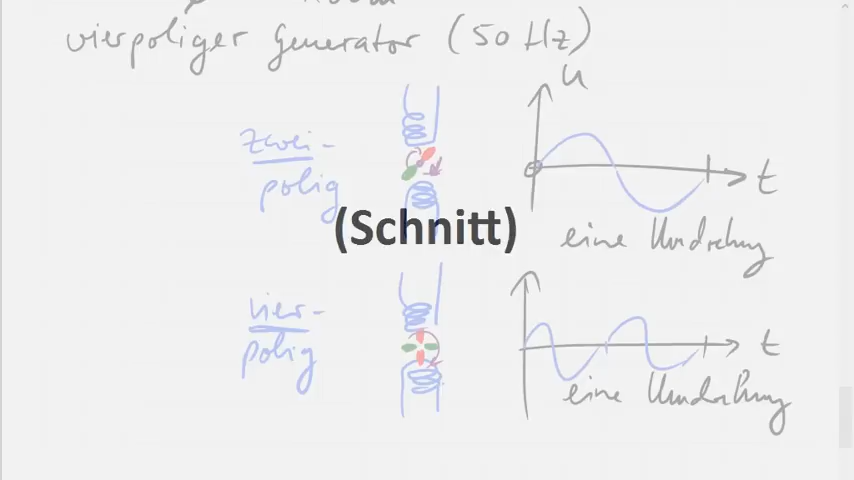 vierpoliger Generator (50 Hz)
u
zwei-
polig
t
(Schnitt)
eine Umdrehung
vier-
polig
t
eine Umdrehung